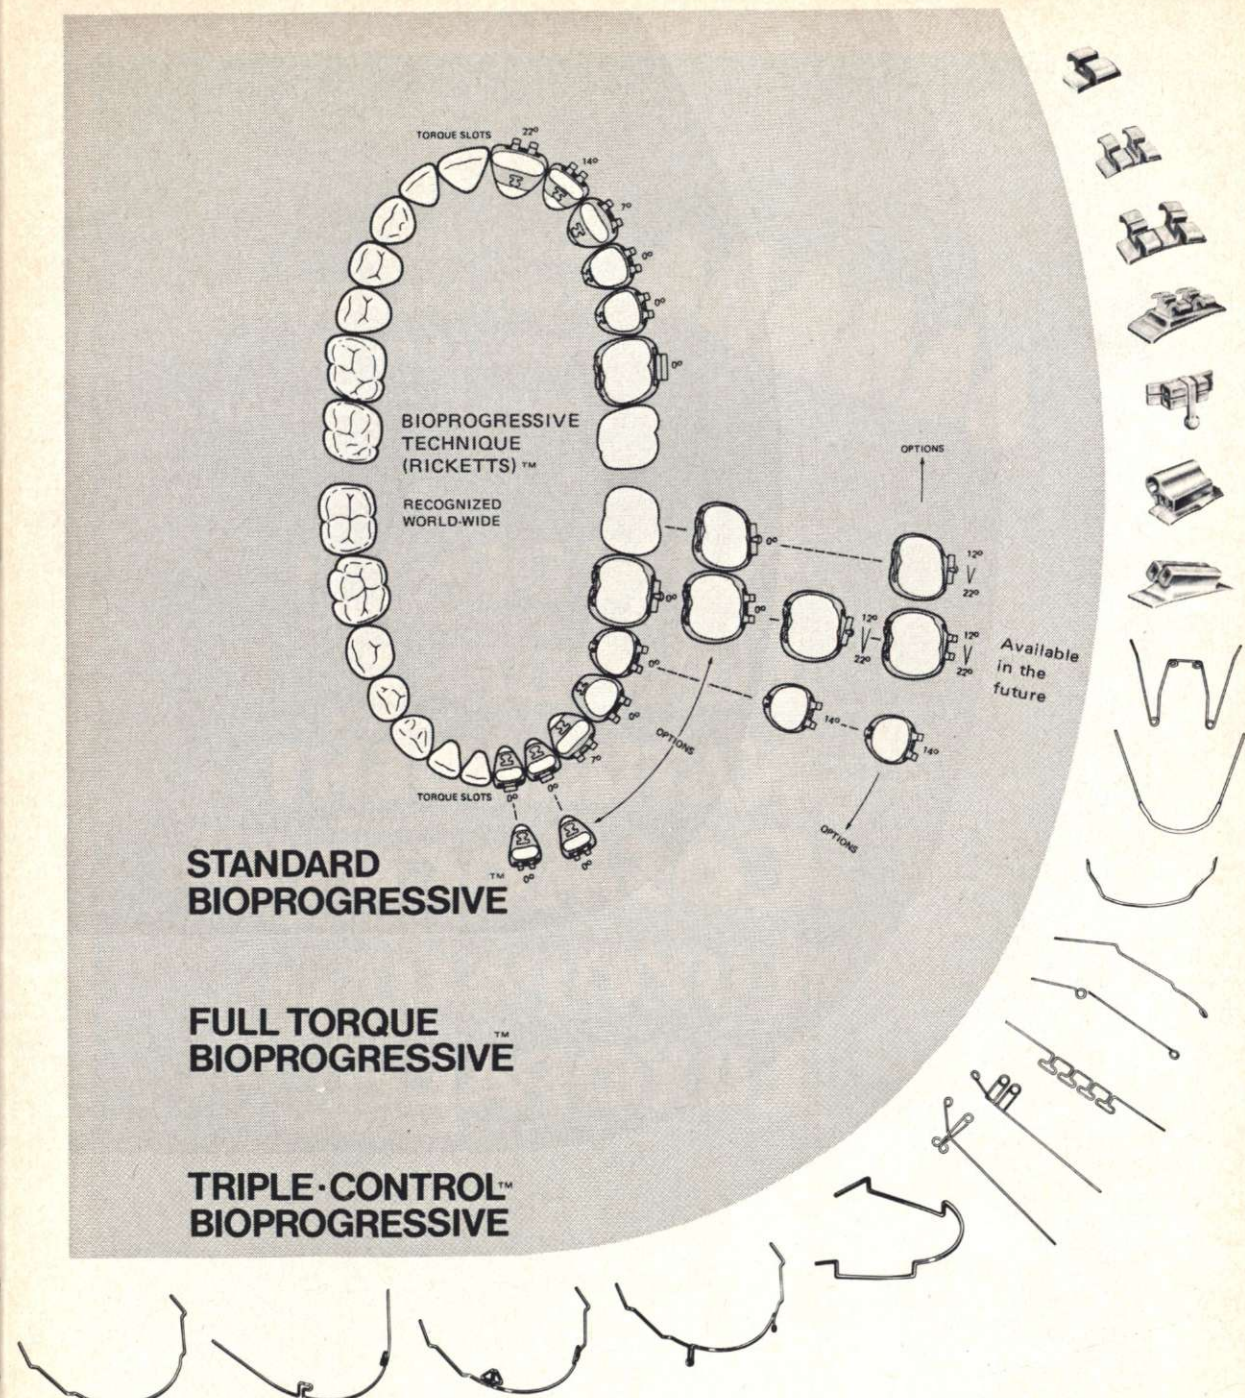 TORQUE SLOTS
22°
14°
7°
0°
0°
0°
BIOPROGRESSIVE
TECHNIQUE
(RICKETTS)™
RECOGNIZED
WORLD-WIDE
OPTIONS
0°
12°
22°
0°
0°
12°
22°
12°
22°
Available
in the
future
0°
14°
14°
0°
OPTIONS
7°
TORQUE SLOTS
0°
0°
OPTIONS
0°
0°
STANDARD
BIOPROGRESSIVE™
FULL TORQUE
BIOPROGRESSIVE™
TRIPLE·CONTROL™
BIOPROGRESSIVE